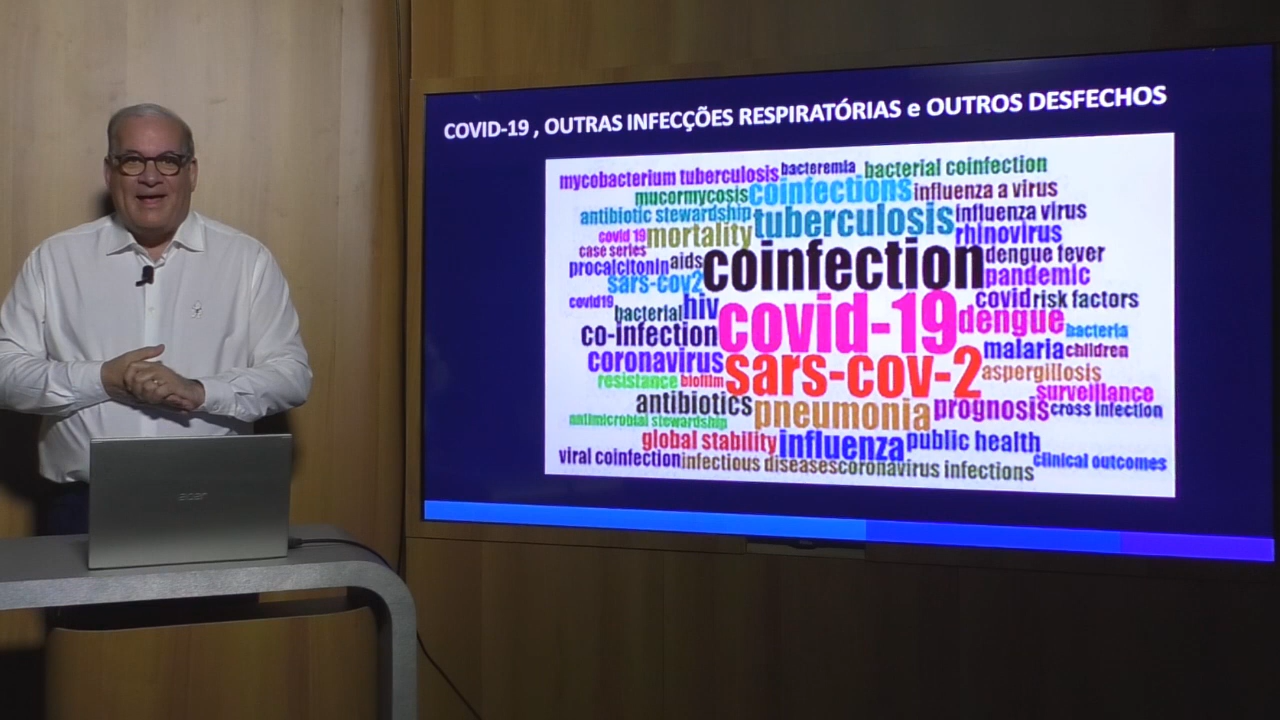 COVID-19 , OUTRAS INFECÇÕES RESPIRATÓRIAS e OUTROS DESFECHOS
mycobacterium tuberculosis bacteremia bacterial coinfection
mucormycosis coinfections influenza a virus
antibiotic stewardship tuberculosis influenza virus
covid 19 mortality rhinovirus
case series
procalcitonin aids coinfection dengue fever
sars-cov2 pandemic
covid19 bacterial hiv covid-19 covid risk factors
co-infection dengue bacteria
coronavirus sars-cov-2 malaria children
resistance biofilm aspergillosis
antibiotics pneumonia prognosis surveillance
cross infection
antimicrobial stewardship
global stability influenza public health
viral coinfection infectious diseases coronavirus infections clinical outcomes
acer